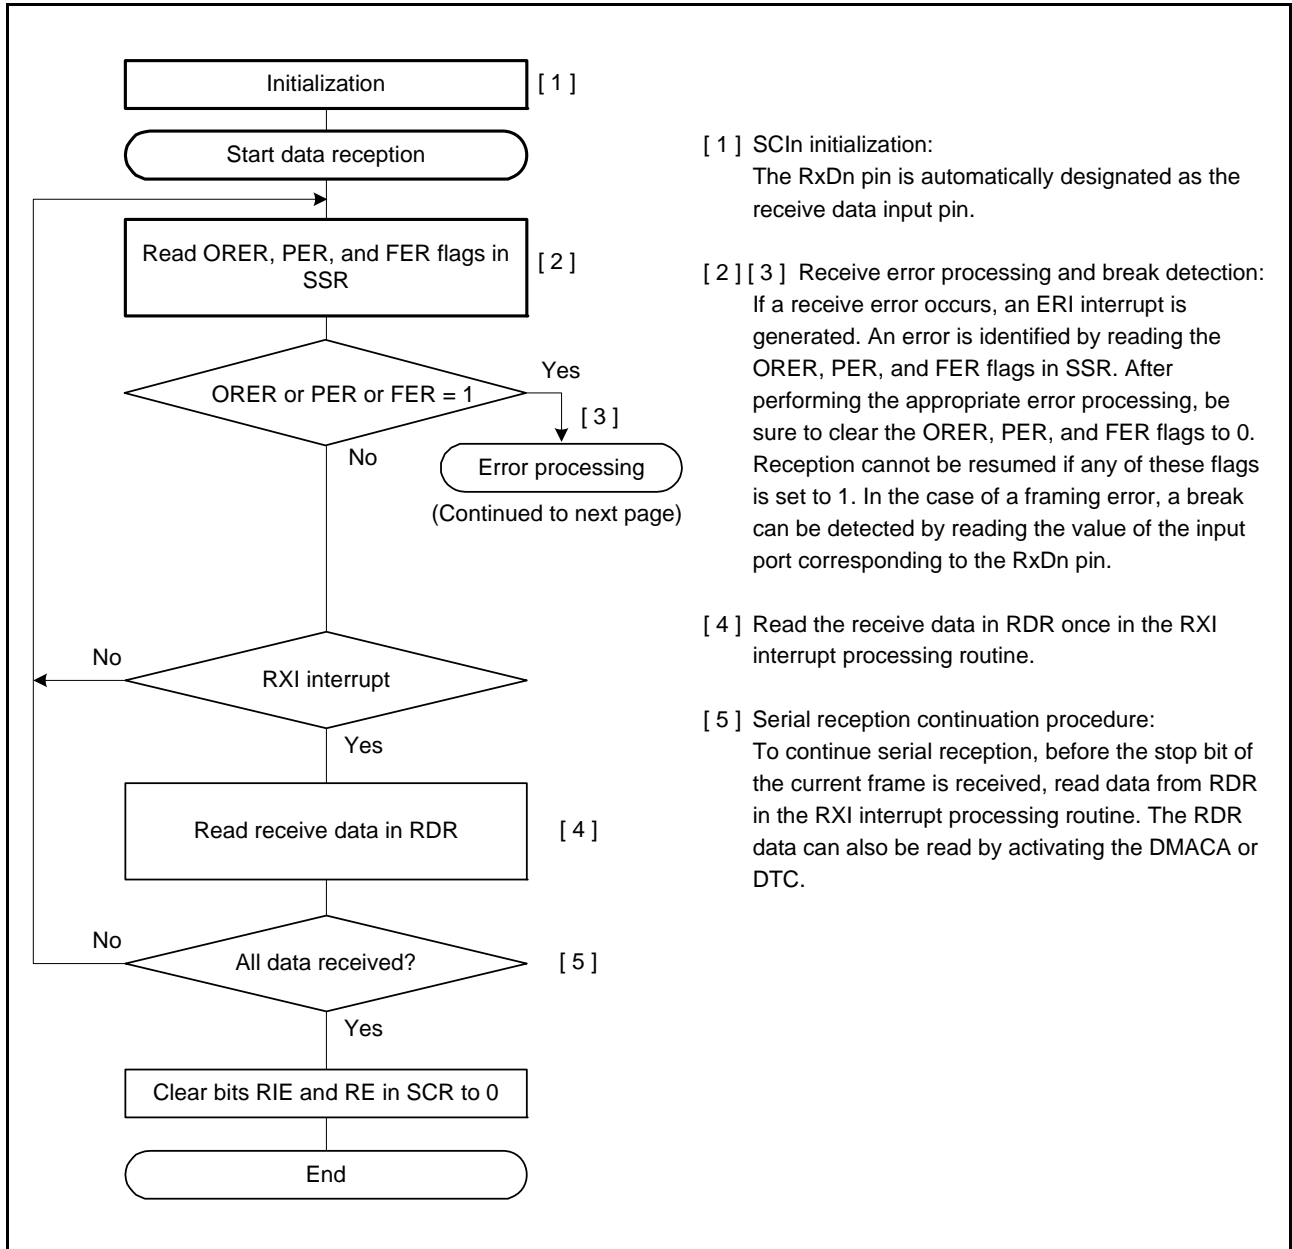 Initialization
[ 1 ]
Start data reception
Read ORER, PER, and FER flags in
SSR
[ 2 ]
ORER or PER or FER = 1
Yes
[ 3 ]
No
Error processing
(Continued to next page)
No
RXI interrupt
Yes
Read receive data in RDR
[ 4 ]
No
All data received?
[ 5 ]
Yes
Clear bits RIE and RE in SCR to 0
End
[ 1 ] SCIn initialization:
The RxDn pin is automatically designated as the
receive data input pin.
[ 2 ] [ 3 ] Receive error processing and break detection:
If a receive error occurs, an ERI interrupt is
generated. An error is identified by reading the
ORER, PER, and FER flags in SSR. After
performing the appropriate error processing, be
sure to clear the ORER, PER, and FER flags to 0.
Reception cannot be resumed if any of these flags
is set to 1. In the case of a framing error, a break
can be detected by reading the value of the input
port corresponding to the RxDn pin.
[ 4 ] Read the receive data in RDR once in the RXI
interrupt processing routine.
[ 5 ] Serial reception continuation procedure:
To continue serial reception, before the stop bit of
the current frame is received, read data from RDR
in the RXI interrupt processing routine. The RDR
data can also be read by activating the DMACA or
DTC.